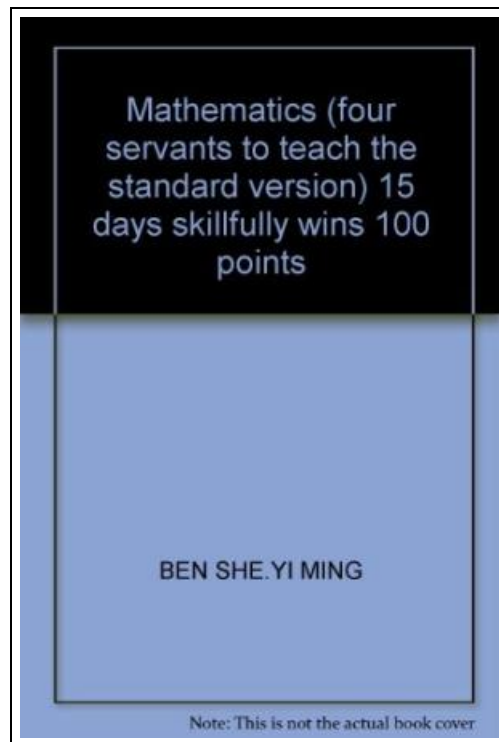 Mathematics (four
servants to teach the
standard version) 15
days skillfully wins 100
points
BEN SHE.YI MING
Note: This is not the actual book cover